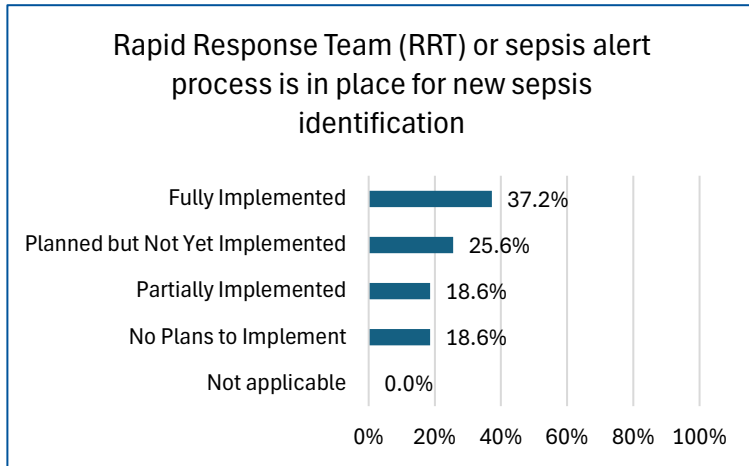 Rapid Response Team (RRT) or sepsis alert
process is in place for new sepsis
identification
Fully Implemented 37.2%
Planned but Not Yet Implemented 25.6%
Partially Implemented 18.6%
No Plans to Implement 18.6%
Not applicable 0.0%
0% 20% 40% 60% 80% 100%